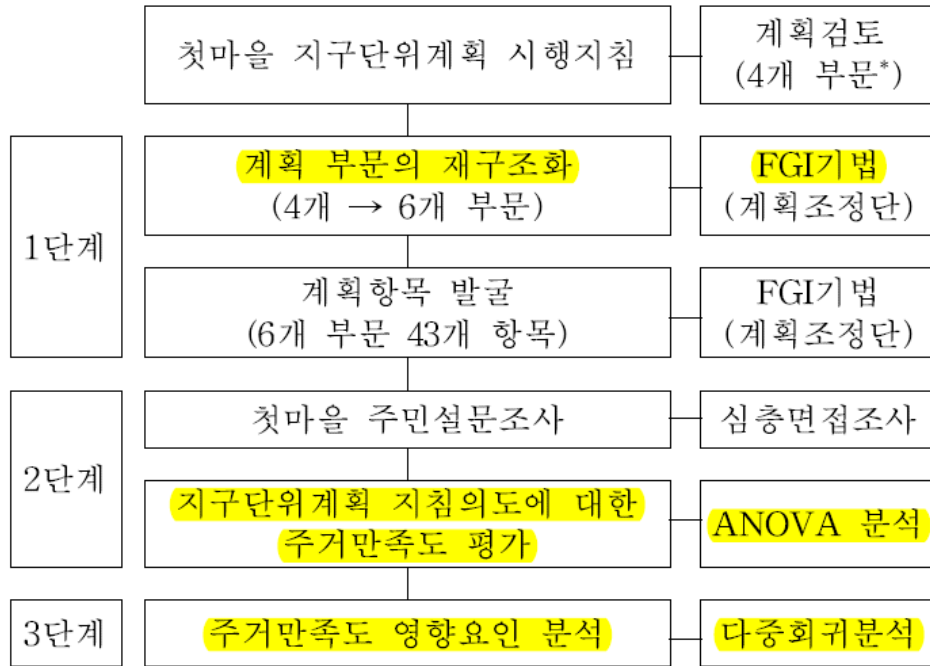 첫마을 지구단위계획 시행지침
계획검토
(4개 부문*)
1단계
계획 부문의 재구조화
(4개 → 6개 부문)
FGI기법
(계획조정단)
계획항목 발굴
(6개 부문 43개 항목)
FGI기법
(계획조정단)
2단계
첫마을 주민설문조사
심층면접조사
지구단위계획 지침의도에 대한
주거만족도 평가
ANOVA 분석
3단계
주거만족도 영향요인 분석
다중회귀분석